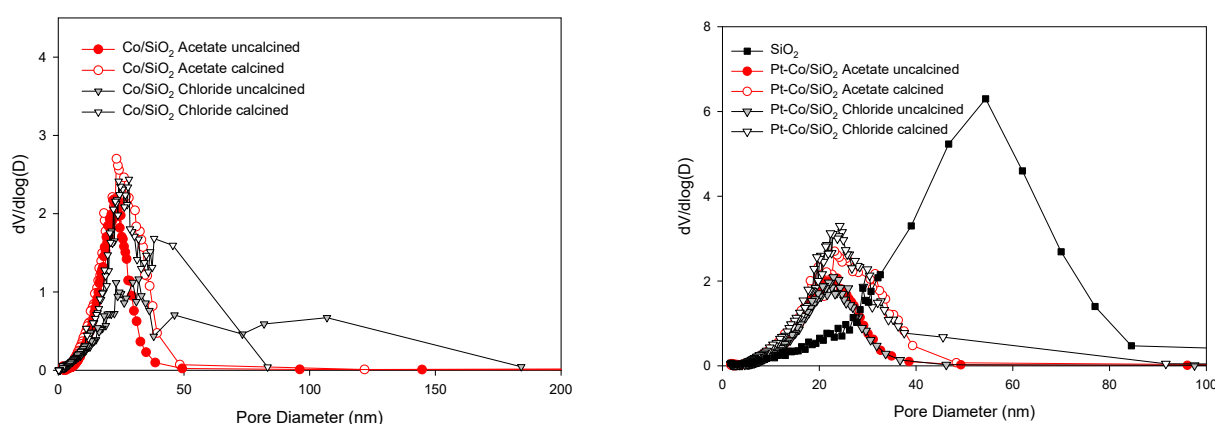 Co/SiO2 Acetate uncalcined
Co/SiO2 Acetate calcined
Co/SiO2 Chloride uncalcined
Co/SiO2 Chloride calcined
dV/dlog(D)
4
3
2
1
0
0 50 100 150 200
Pore Diameter (nm)
SiO2
Pt-Co/SiO2 Acetate uncalcined
Pt-Co/SiO2 Acetate calcined
Pt-Co/SiO2 Chloride uncalcined
Pt-Co/SiO2 Chloride calcined
dV/dlog(D)
8
6
4
2
0
0 20 40 60 80 100
Pore Diameter (nm)